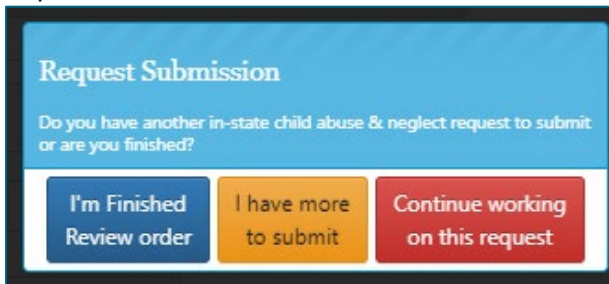 Request Submission
Do you have another in-state child abuse & neglect request to submit
or are you finished?
I'm Finished
Review order
I have more
to submit
Continue working
on this request